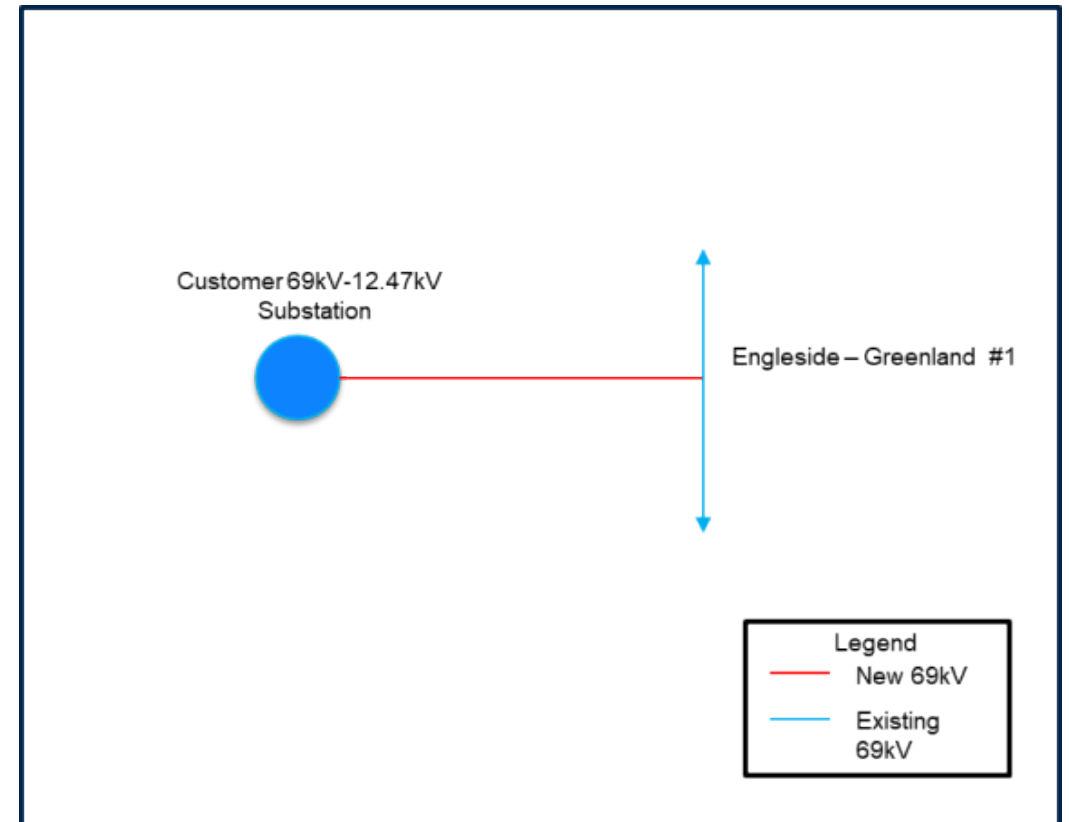 Customer 69kV-12.47kV
Substation
Engleside – Greenland #1
Legend
New 69kV
Existing
69kV